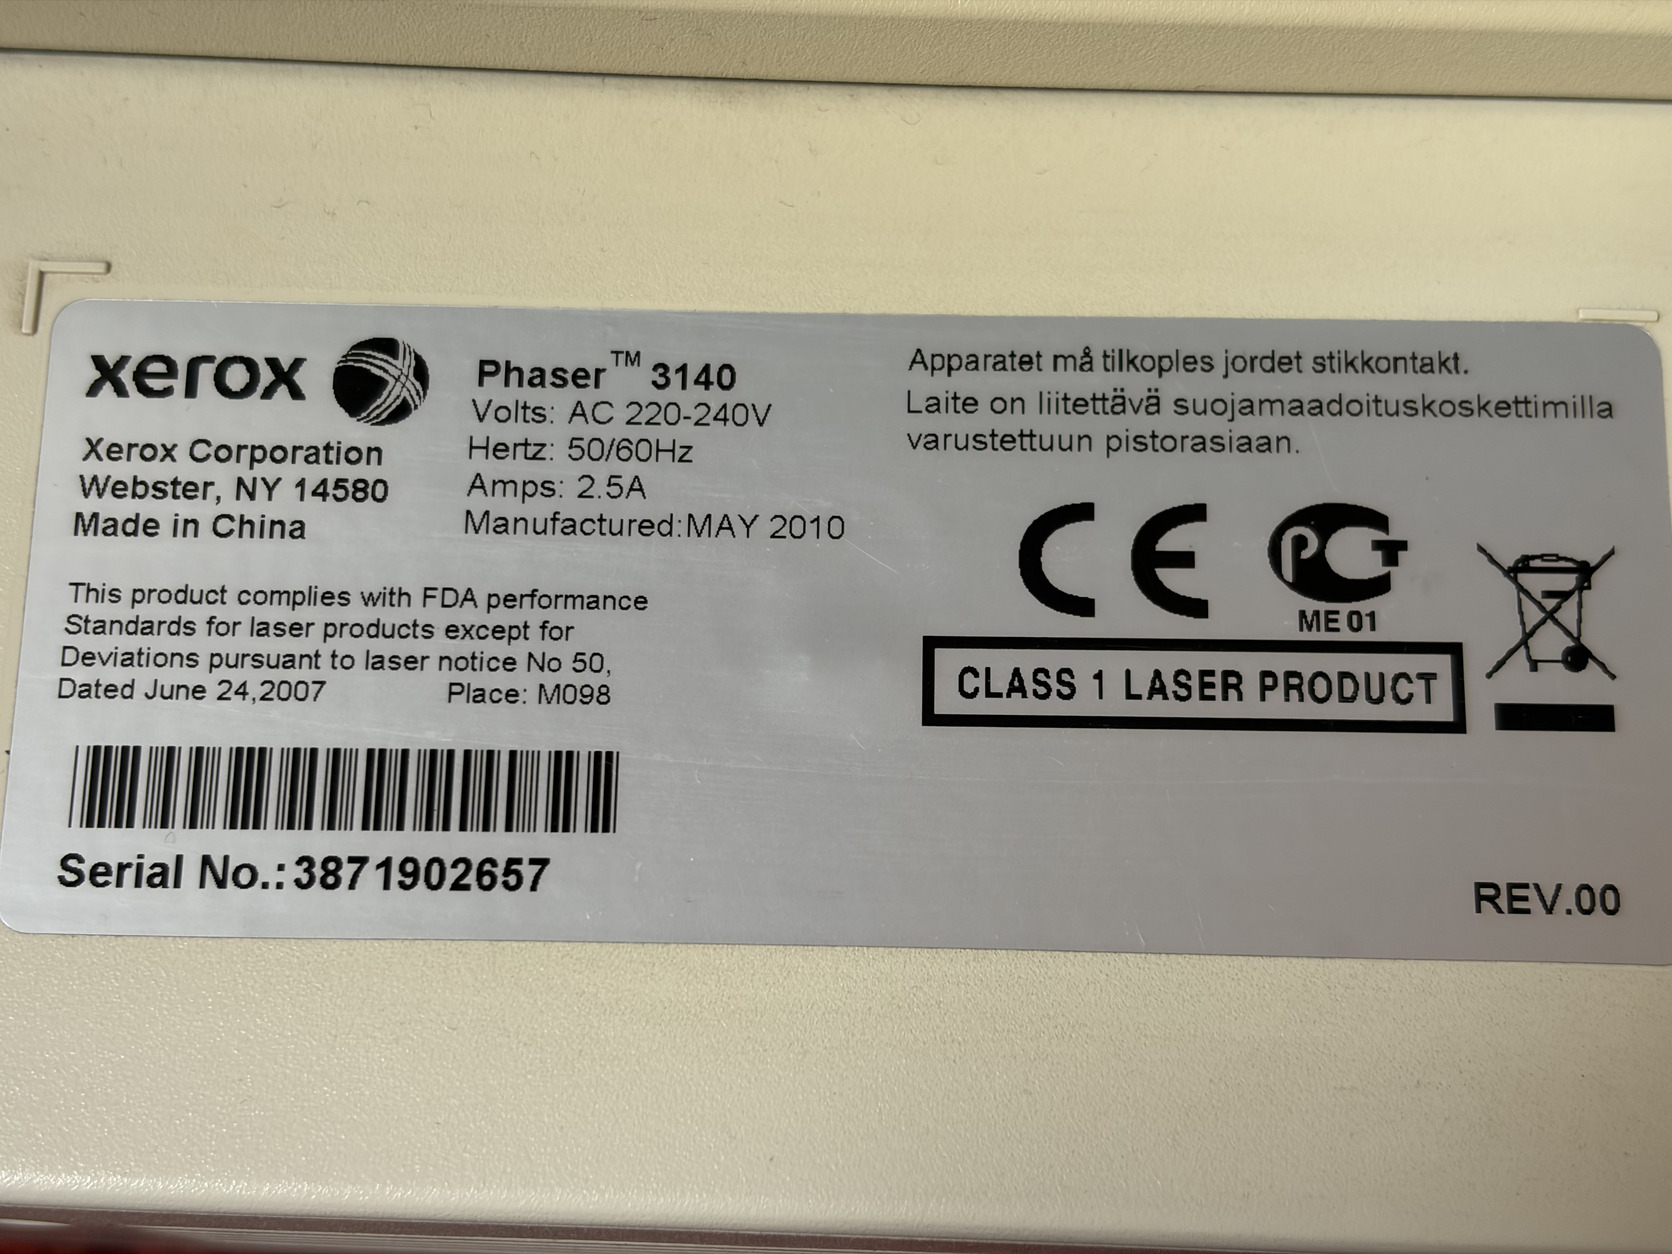 xerox
Xerox Corporation
Webster, NY 14580
Made in China
Phaser™ 3140
Volts: AC 220-240V
Hertz: 50/60Hz
Amps: 2.5A
Manufactured:MAY 2010
This product complies with FDA performance
Standards for laser products except for
Deviations pursuant to laser notice No 50,
Dated June 24,2007 Place: M098
Serial No.:3871902657
Apparatet må tilkoples jordet stikkontakt.
Laite on liitettävä suojamaadoituskoskettimilla
varustettuun pistorasiaan.
CE PCT
ME 01
CLASS 1 LASER PRODUCT
REV.00